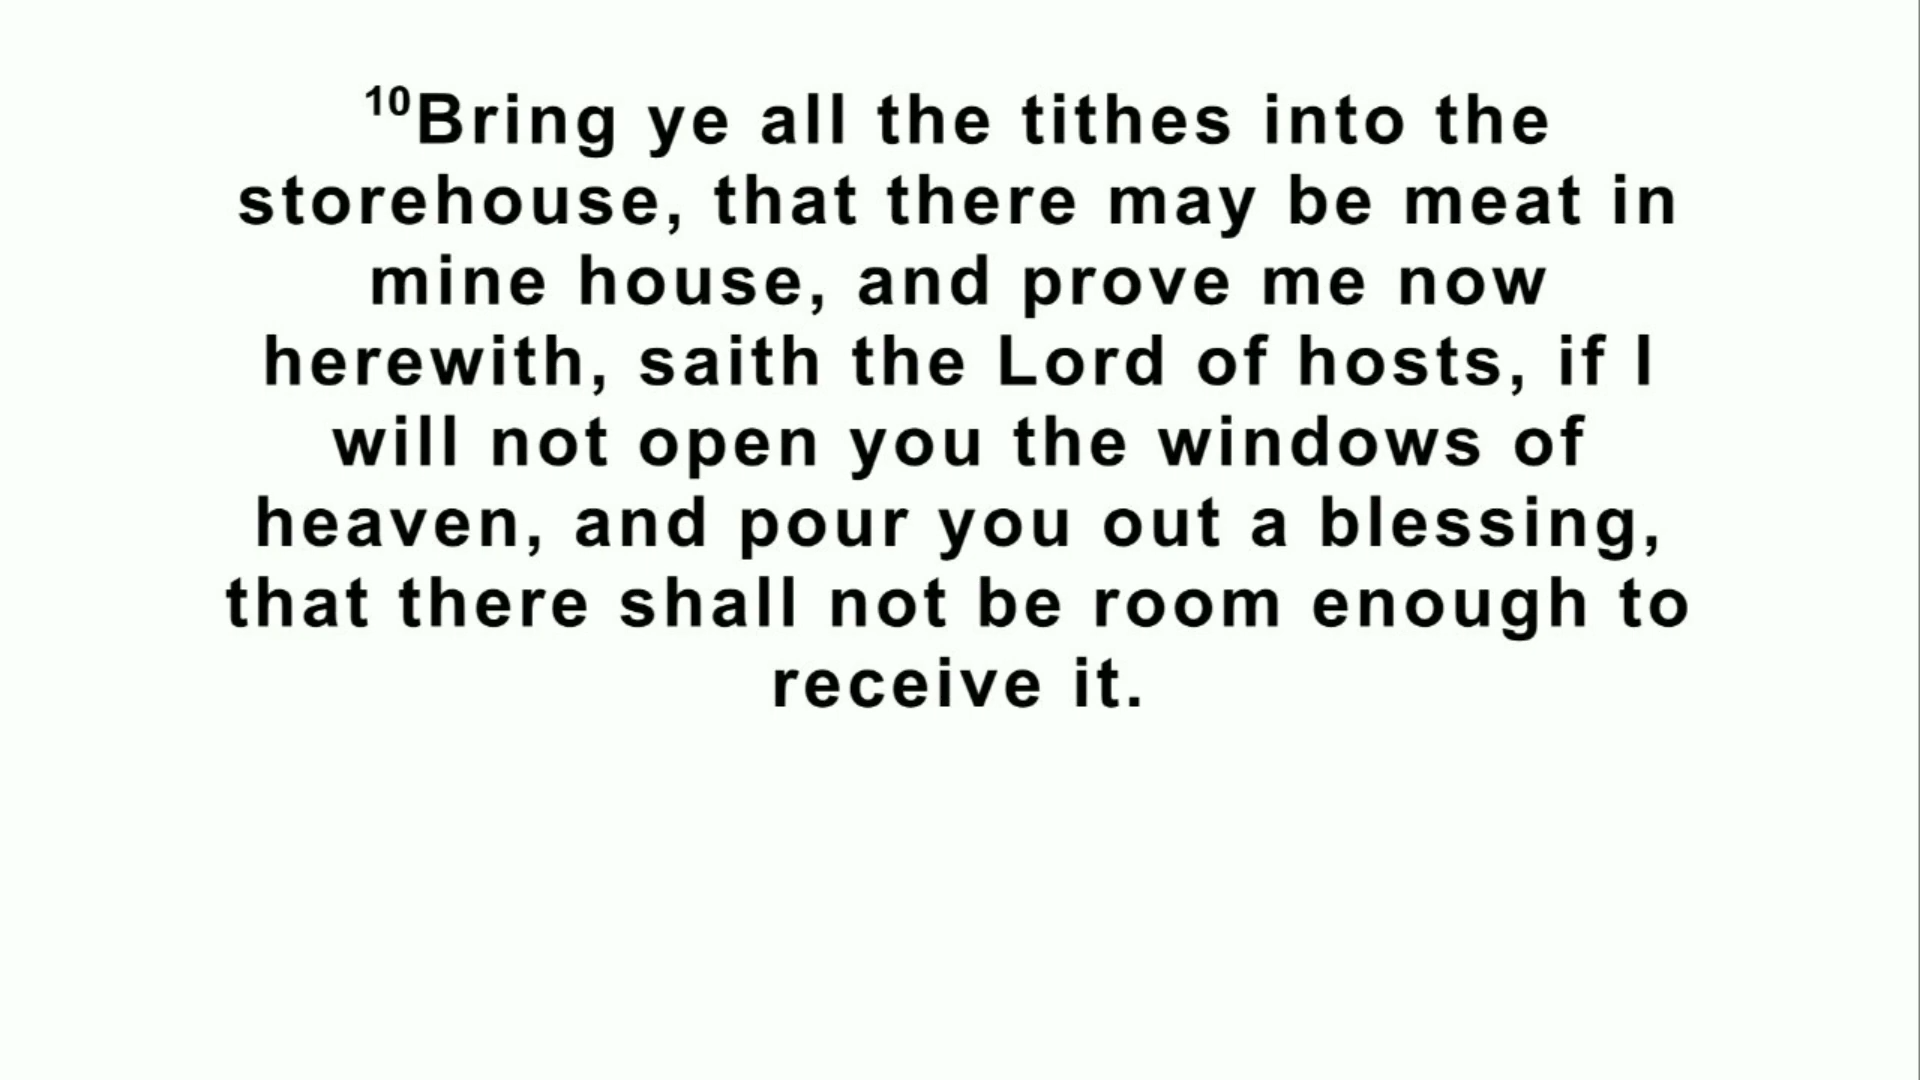 10Bring ye all the tithes into the
storehouse, that there may be meat in
mine house, and prove me now
herewith, saith the Lord of hosts, if I
will not open you the windows of
heaven, and pour you out a blessing,
that there shall not be room enough to
receive it.